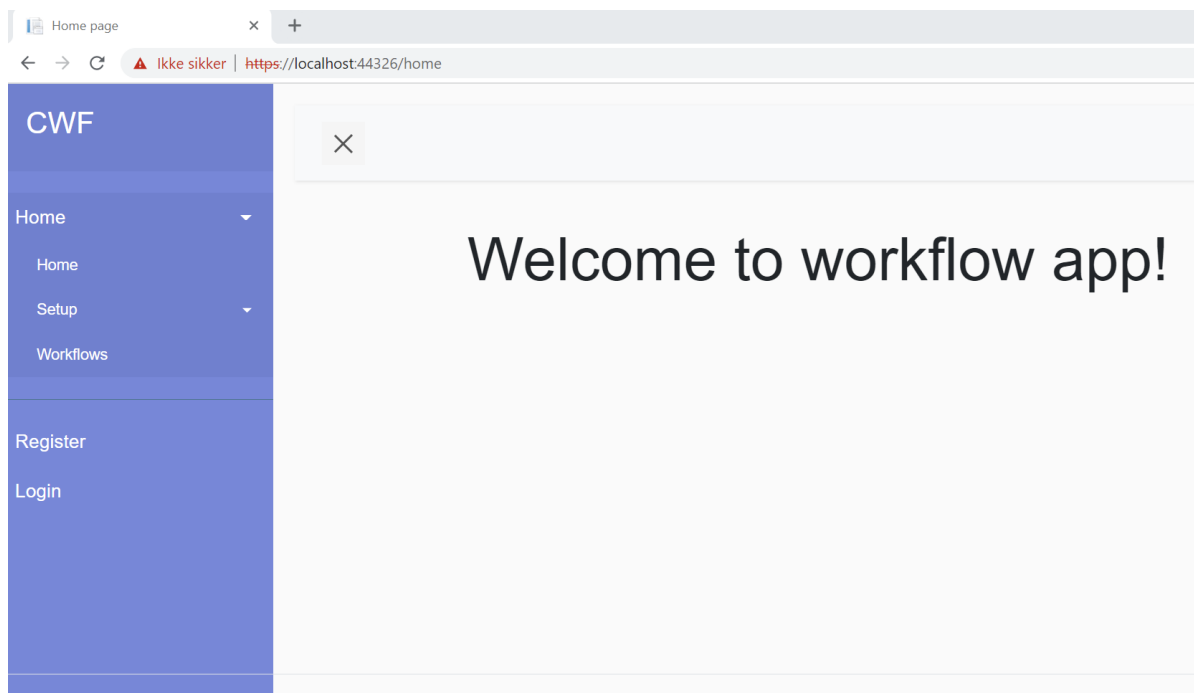 Home page
Ikke sikker | https://localhost:44326/home
CWF
Home
Home
Setup
Workflows
Register
Login
Welcome to workflow app!